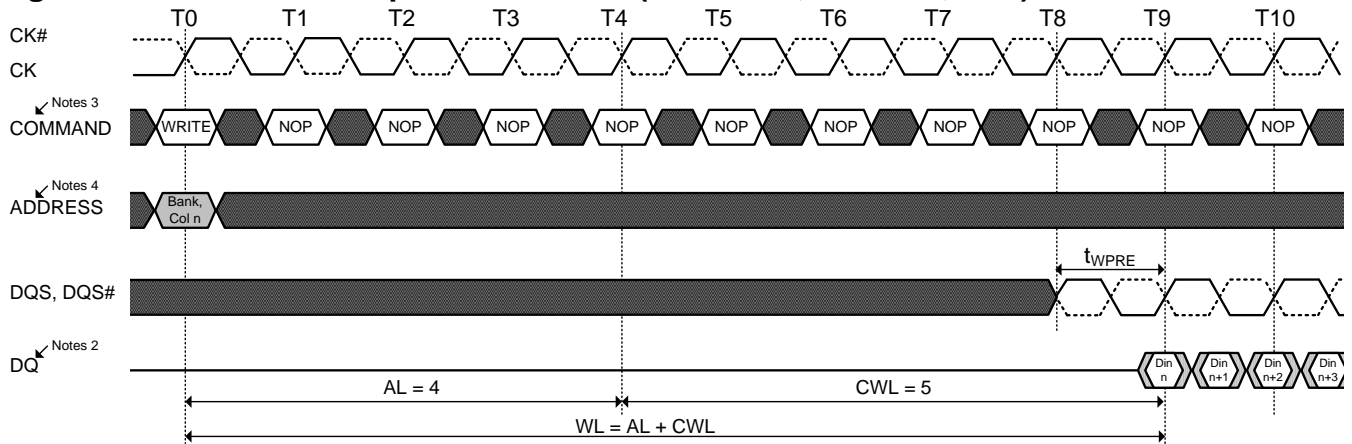 T0 T1 T2 T3 T4 T5 T6 T7 T8 T9 T10
CK#
CK
Notes 3
COMMAND WRITE NOP NOP NOP NOP NOP NOP NOP NOP NOP NOP
Notes 4
ADDRESS
Bank,
Col n
tWPRE
DQS, DQS#
Notes 2
DQ
Din
n
Din
n+1
Din
n+2
Din
n+3
AL = 4 CWL = 5
WL = AL + CWL